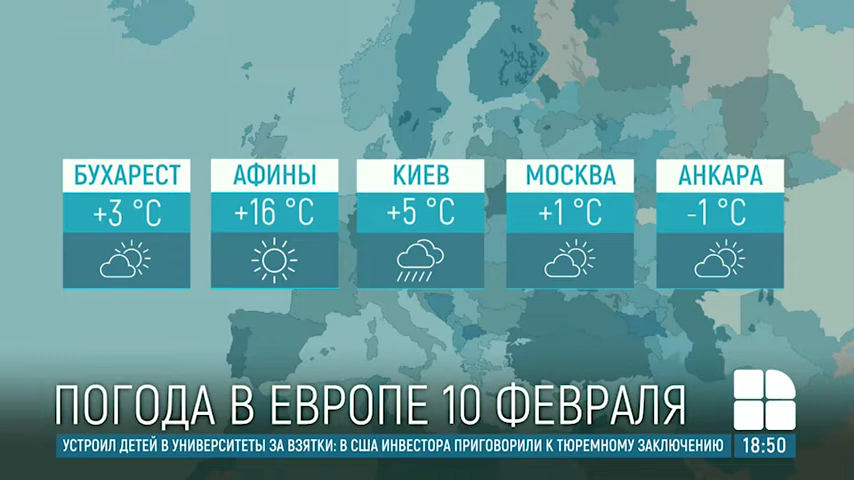 БУХАРЕСТ
+3 °C
АФИНЫ
+16 °C
КИЕВ
+5 °C
МОСКВА
+1 °C
АНКАРА
-1 °C
ПОГОДА В ЕВРОПЕ 10 ФЕВРАЛЯ
УСТРОИЛ ДЕТЕЙ В УНИВЕРСИТЕТЫ ЗА ВЗЯТКИ: В США ИНВЕСТОРА ПРИГОВОРИЛИ К ТЮРЕМНОМУ ЗАКЛЮЧЕНИЮ
18:50